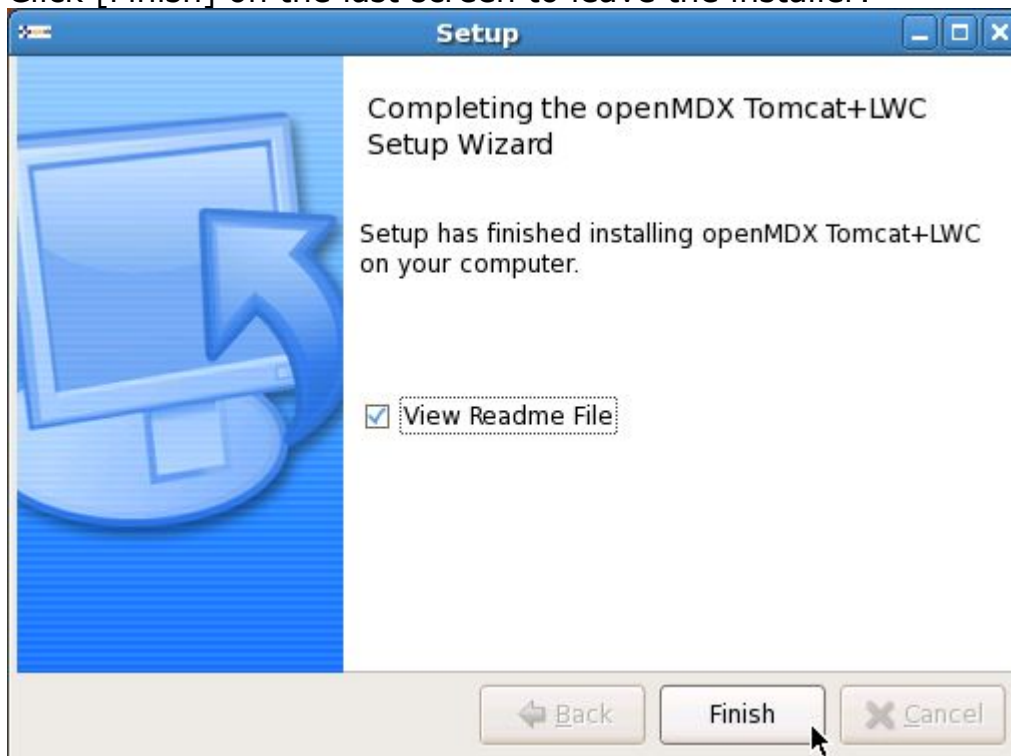 Click [Finish] on the last screen to leave the installer.
Setup
Completing the openMDX Tomcat+LWC
Setup Wizard
Setup has finished installing openMDX Tomcat+LWC
on your computer.
View Readme File
Back
Finish
Cancel